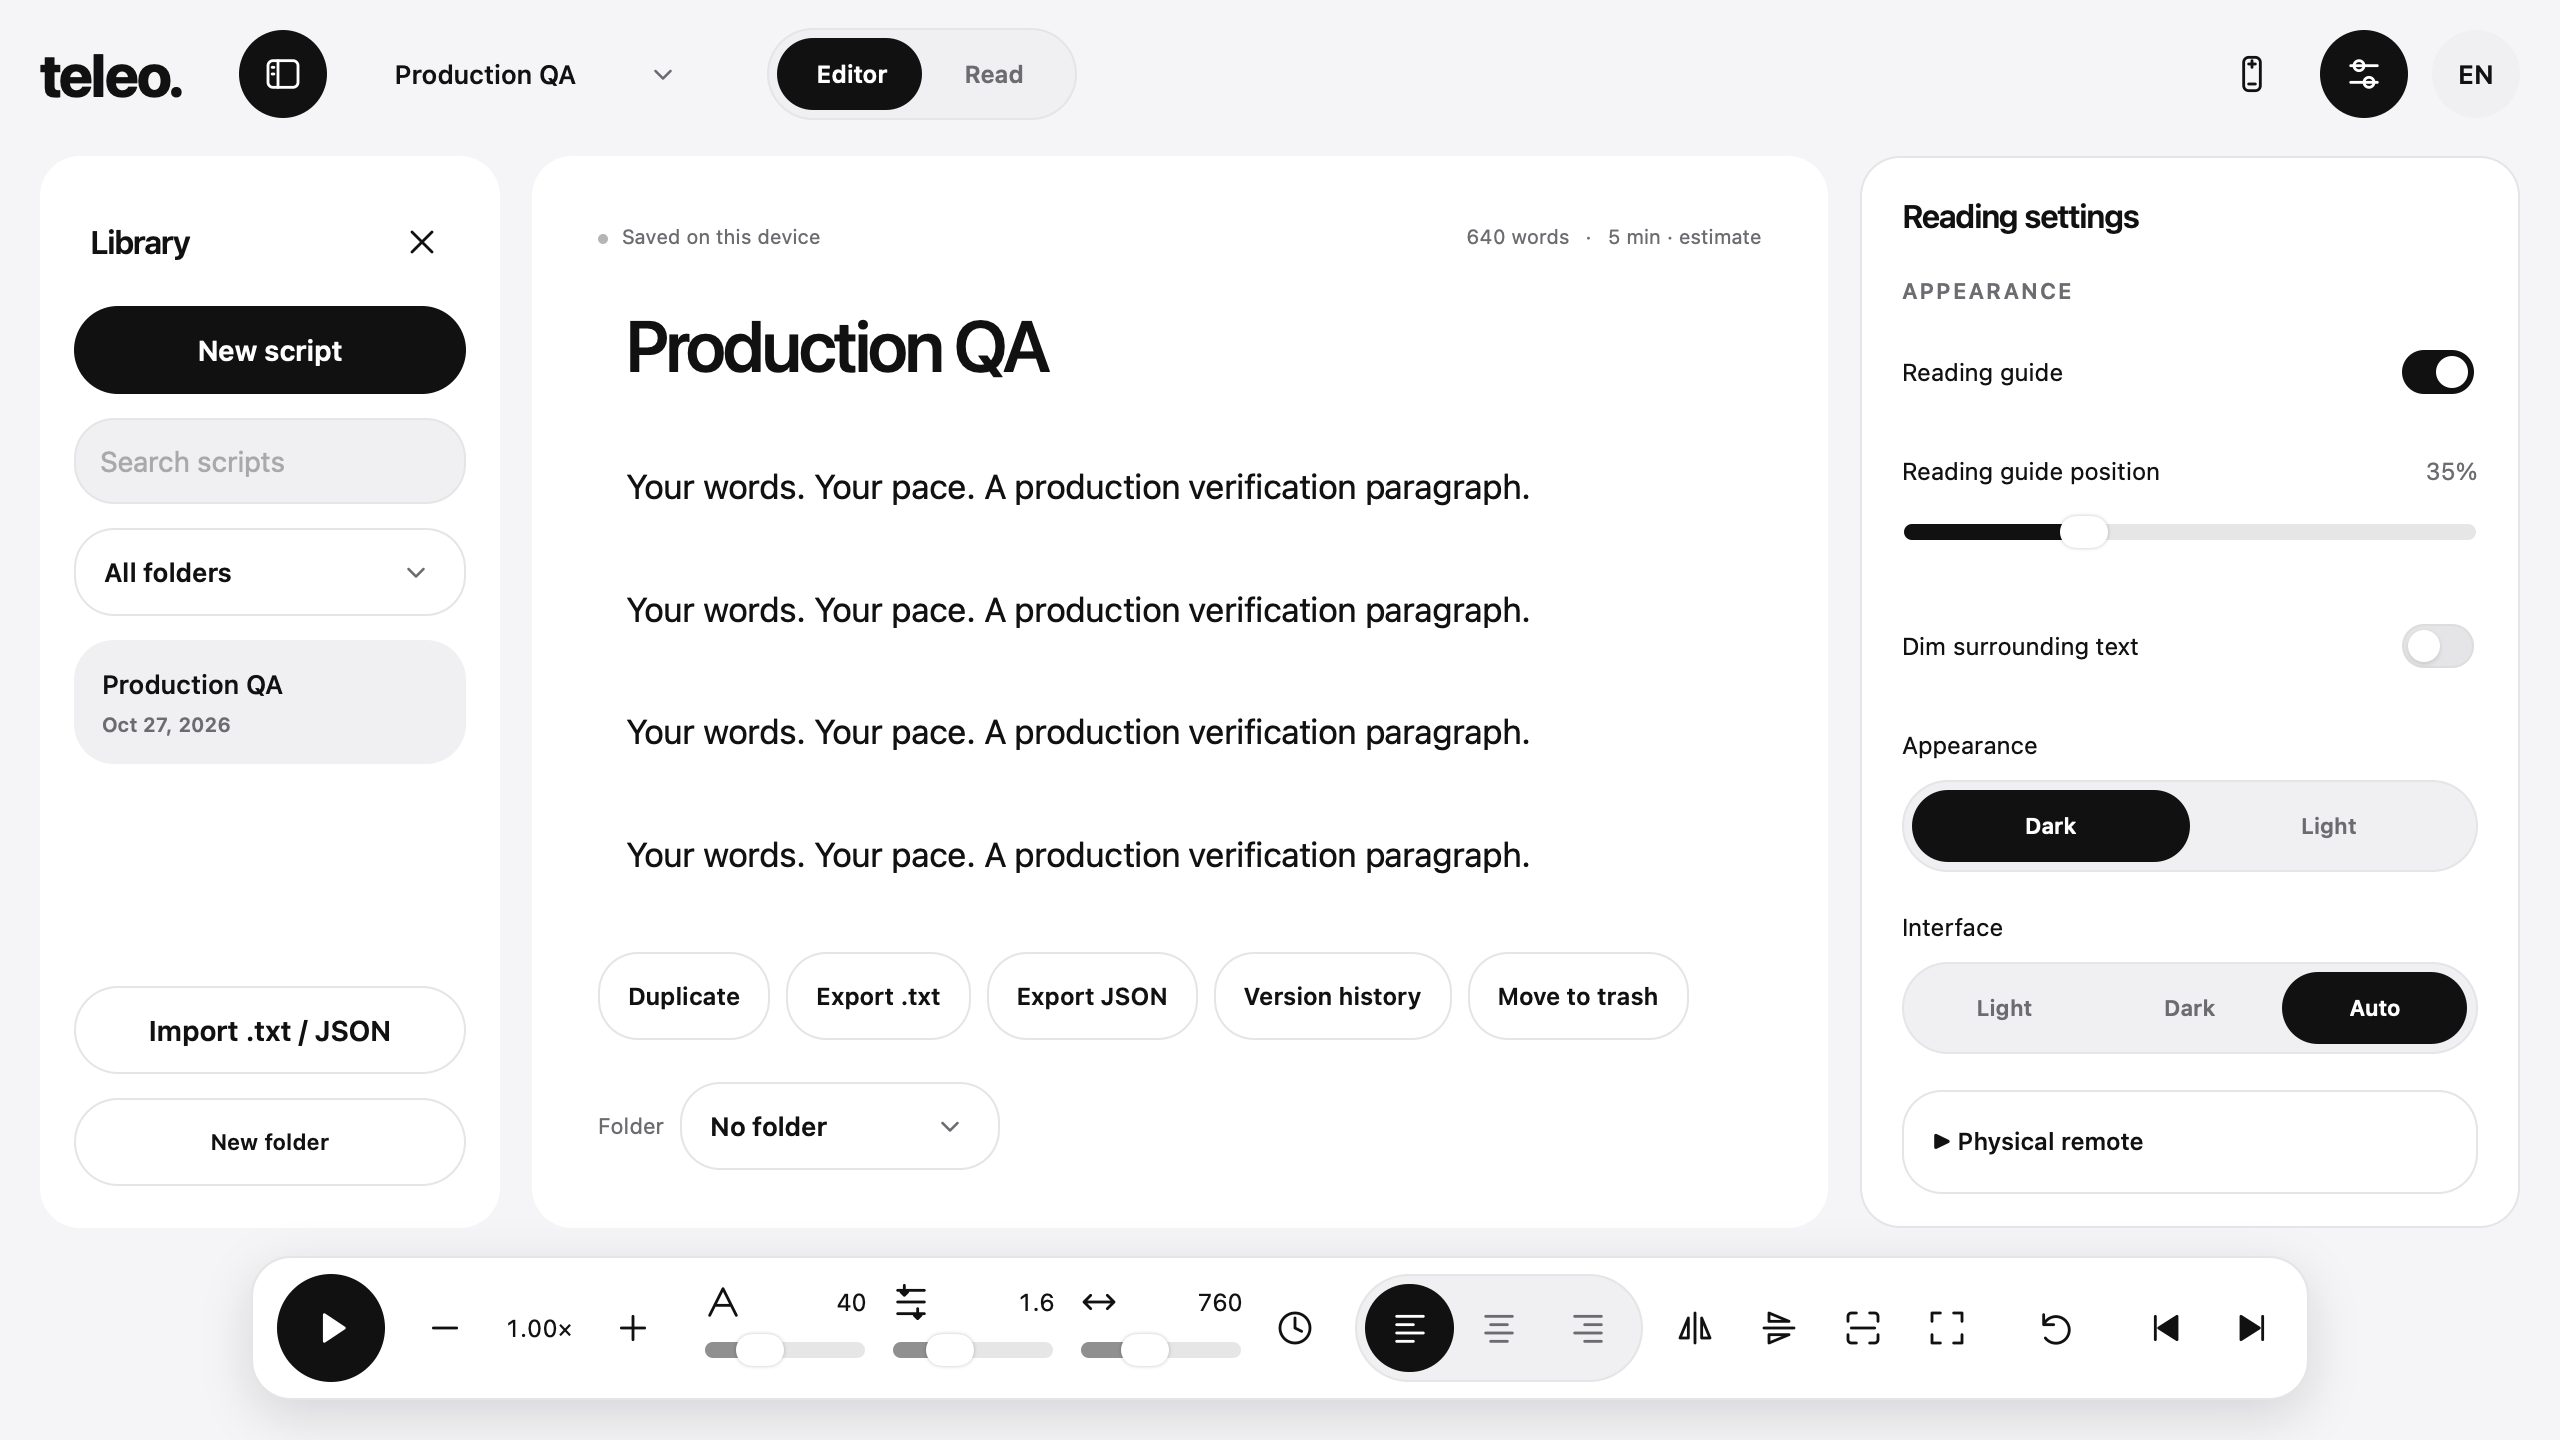 teleo.
Production QA
Editor
Read
EN
Library
New script
Search scripts
All folders
Production QA
Oct 27, 2026
Import .txt / JSON
New folder
Saved on this device
640 words · 5 min · estimate
Production QA
Your words. Your pace. A production verification paragraph.
Your words. Your pace. A production verification paragraph.
Your words. Your pace. A production verification paragraph.
Your words. Your pace. A production verification paragraph.
Duplicate
Export .txt
Export JSON
Version history
Move to trash
Folder
No folder
Reading settings
APPEARANCE
Reading guide
Reading guide position 35%
Dim surrounding text
Appearance
Dark
Light
Interface
Light
Dark
Auto
Physical remote
1.00×
40
1.6
760